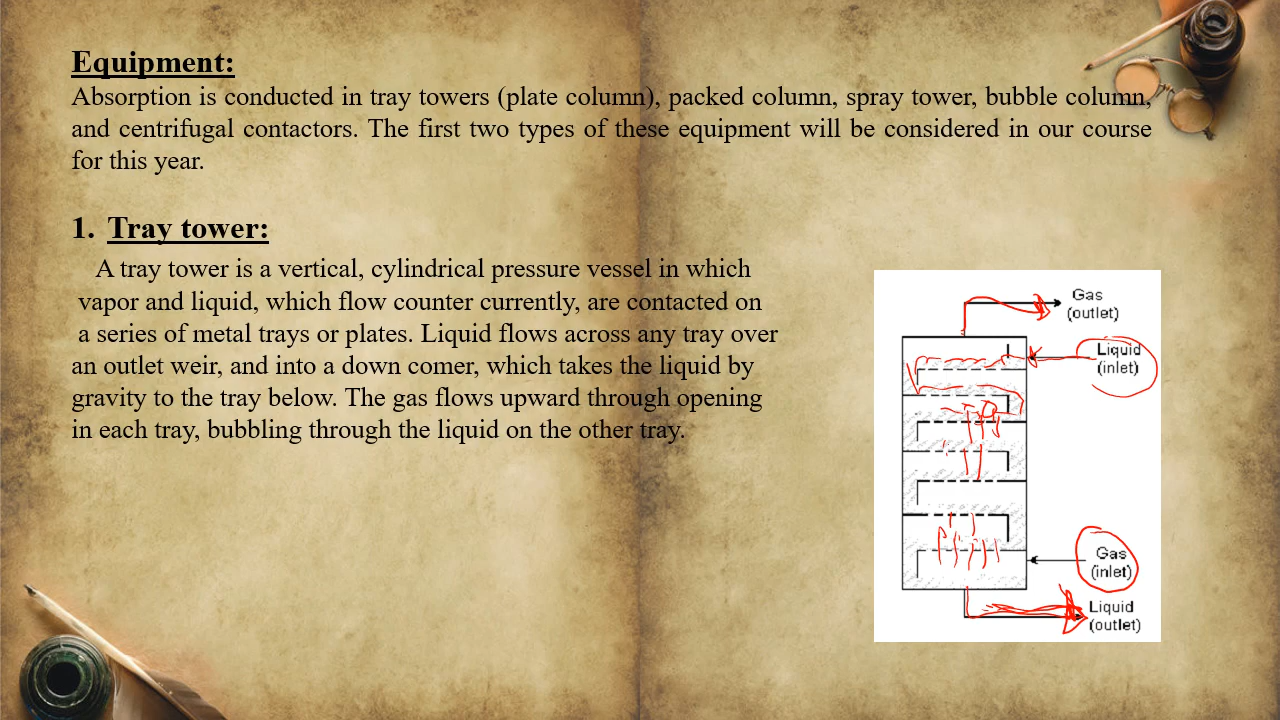 Equipment:
Absorption is conducted in tray towers (plate column), packed column, spray tower, bubble column,
and centrifugal contactors. The first two types of these equipment will be considered in our course
for this year.
1. Tray tower:
A tray tower is a vertical, cylindrical pressure vessel in which
vapor and liquid, which flow counter currently, are contacted on
a series of metal trays or plates. Liquid flows across any tray over
an outlet weir, and into a down comer, which takes the liquid by
gravity to the tray below. The gas flows upward through opening
in each tray, bubbling through the liquid on the other tray.
Gas
(outlet)
Liquid
(inlet)
Gas
(inlet)
Liquid
(outlet)